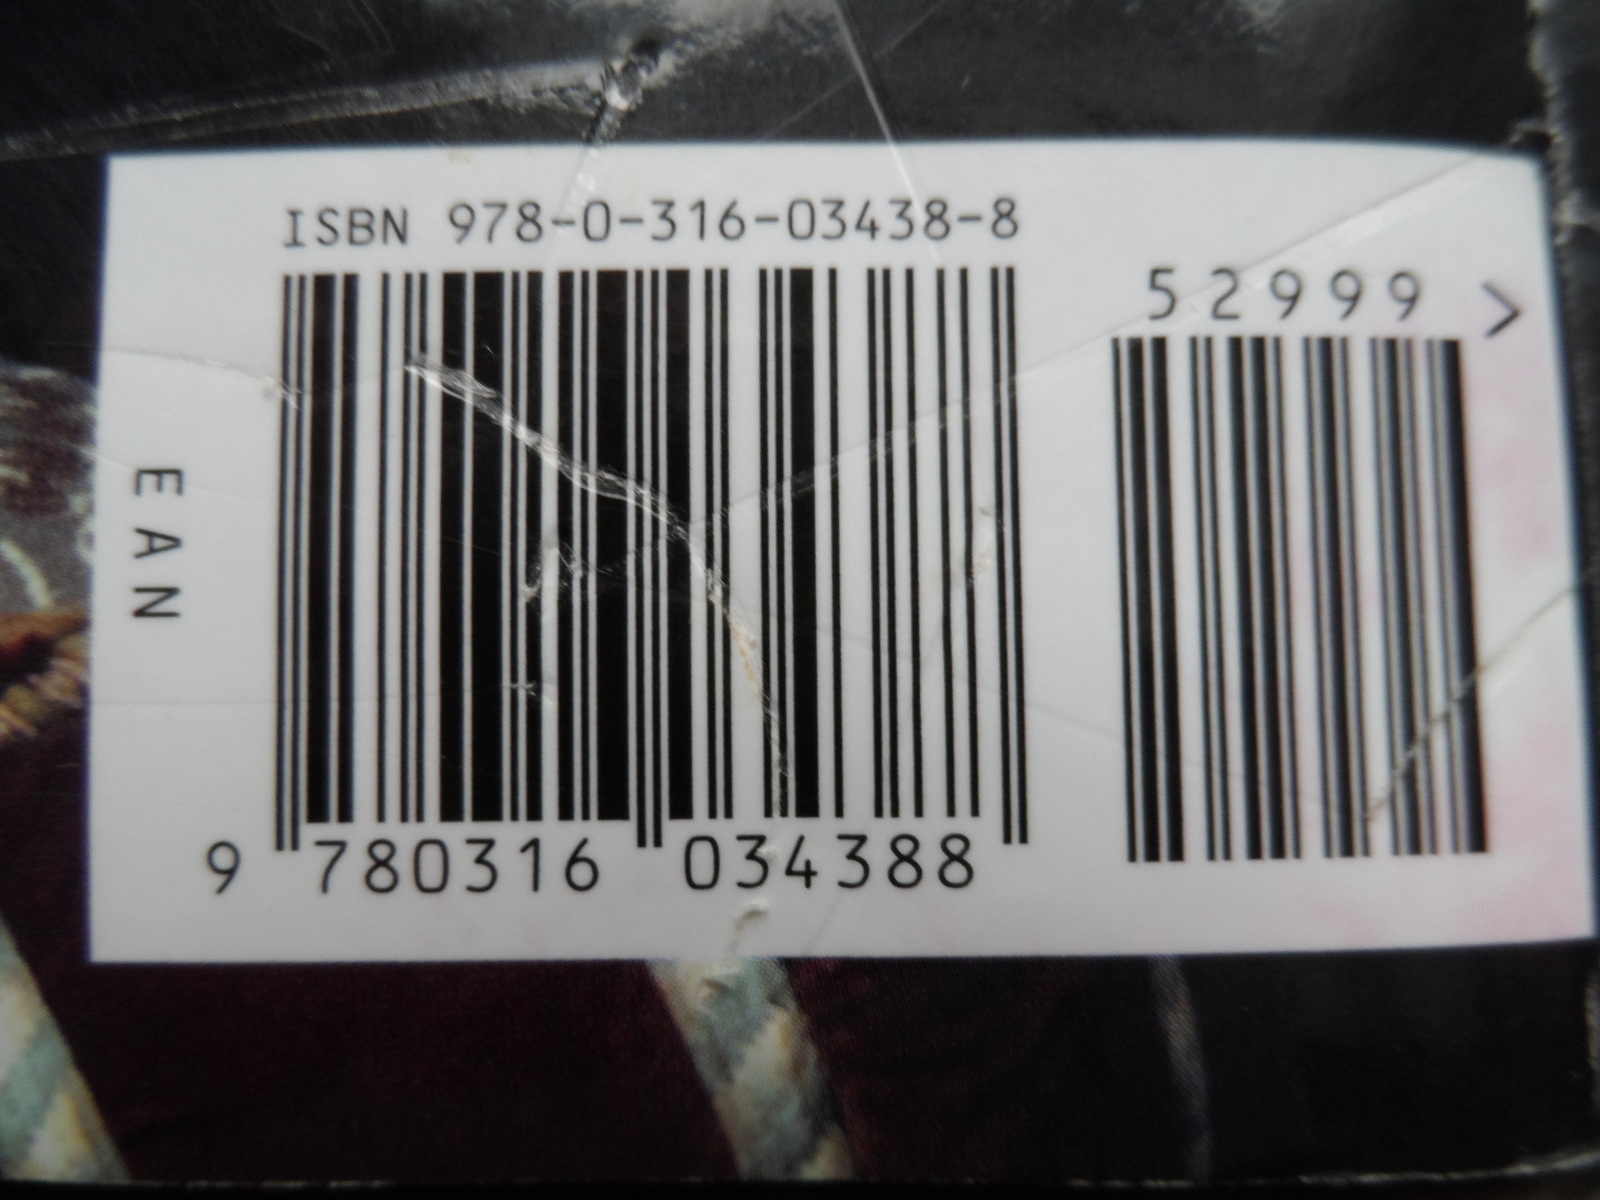 ISBN 978-0-316-03438-8
52999 >
EAN
9 780316 034388